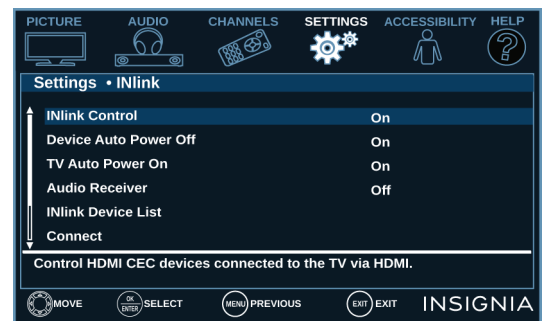 PICTURE AUDIO CHANNELS SETTINGS ACCESSIBILITY HELP
Settings • INlink
INlink Control On
Device Auto Power Off On
TV Auto Power On On
Audio Receiver Off
INlink Device List
Connect
Control HDMI CEC devices connected to the TV via HDMI.
MOVE OK ENTER SELECT MENU PREVIOUS EXIT EXIT INSIGNIA